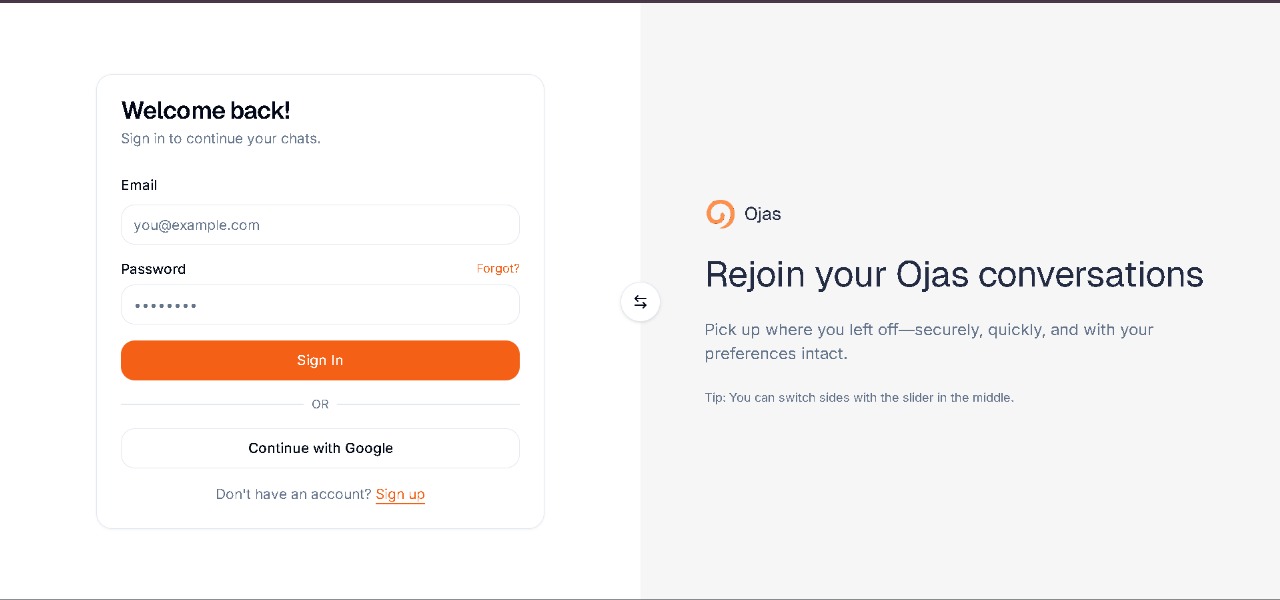 Welcome back!
Sign in to continue your chats.
Email
you@example.com
Password
Forgot?
••••••••
Sign In
OR
Continue with Google
Don't have an account? Sign up
Ojas
Rejoin your Ojas conversations
Pick up where you left off—securely, quickly, and with your
preferences intact.
Tip: You can switch sides with the slider in the middle.